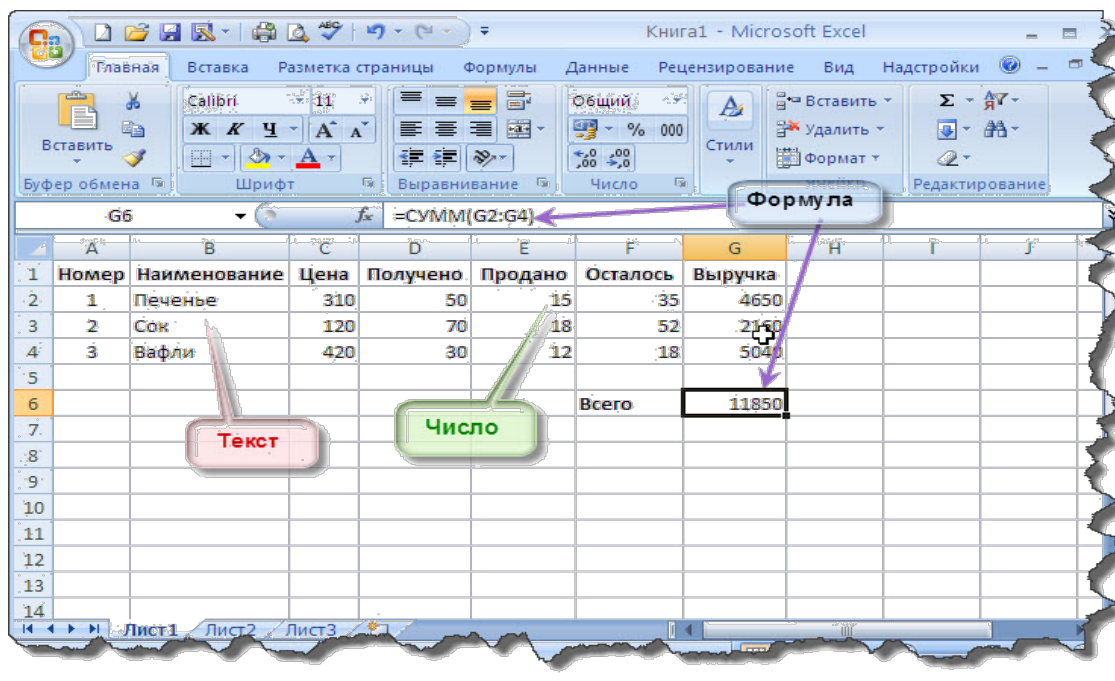 Книга1 - Microsoft Excel
Главная Вставка Разметка страницы Формулы Данные Рецензирование Вид Надстройки
Calibri 11 Общий Вставить
Ж К Ч А А % 000 Удалить
Вставить Стили Формат
Буфер обмена Шрифт Выравнивание Число Редактирование
Формула
G6 fx =СУММ(G2:G4)
A B C D E F G H I J
1 Номер Наименование Цена Получено Продано Осталось Выручка
2 1 Печенье 310 50 15 35 4650
3 2 Сок 120 70 18 52 2160
4 3 Вафли 420 30 12 18 5040
5
6 Всего 11850
7
Текст Число
8
9
10
11
12
13
14
Лист1 Лист2 Лист3